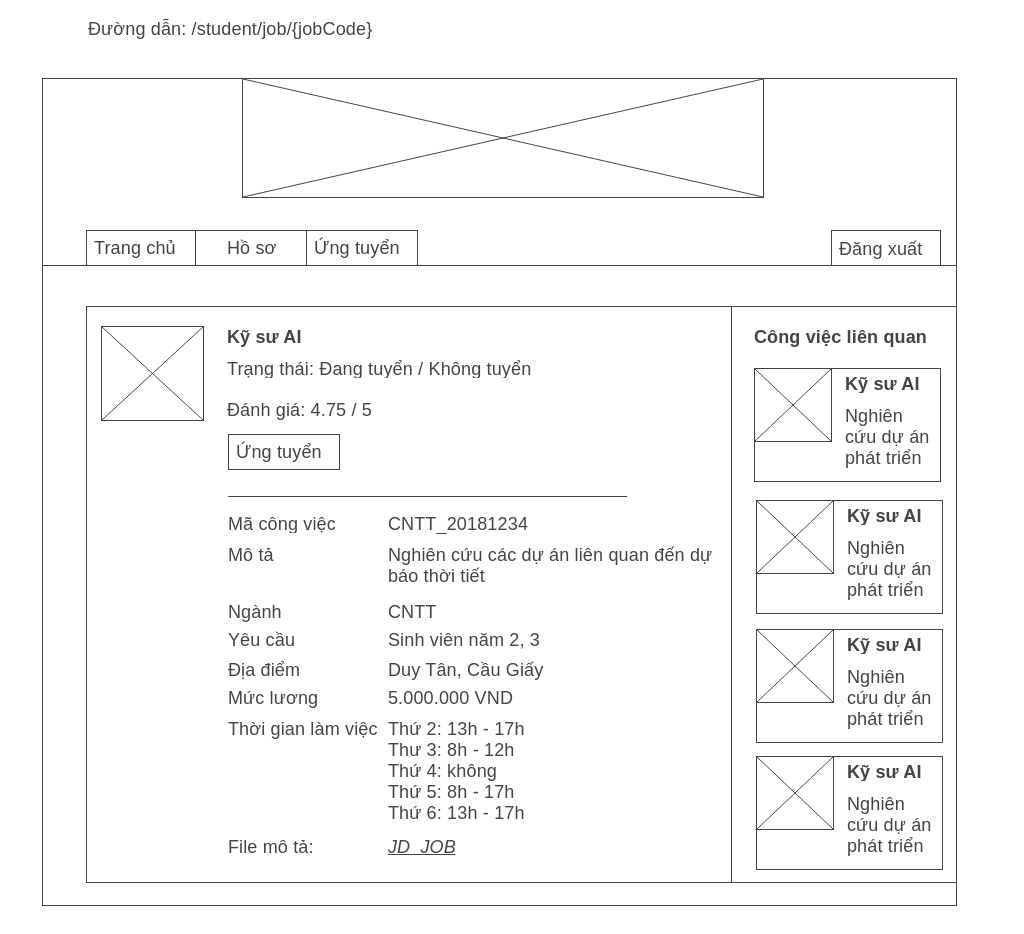 Đường dẫn: /student/job/{jobCode}
Trang chủ
Hồ sơ
Ứng tuyển
Đăng xuất
Kỹ sư AI
Trạng thái: Đang tuyển / Không tuyển
Đánh giá: 4.75 / 5
Ứng tuyển
Mã công việc CNTT_20181234
Mô tả Nghiên cứu các dự án liên quan đến dự
báo thời tiết
Ngành CNTT
Yêu cầu Sinh viên năm 2, 3
Địa điểm Duy Tân, Cầu Giấy
Mức lương 5.000.000 VND
Thời gian làm việc Thứ 2: 13h - 17h
Thư 3: 8h - 12h
Thứ 4: không
Thứ 5: 8h - 17h
Thứ 6: 13h - 17h
File mô tả: JD_JOB
Công việc liên quan
Kỹ sư AI
Nghiên
cứu dự án
phát triển
Kỹ sư AI
Nghiên
cứu dự án
phát triển
Kỹ sư AI
Nghiên
cứu dự án
phát triển
Kỹ sư AI
Nghiên
cứu dự án
phát triển